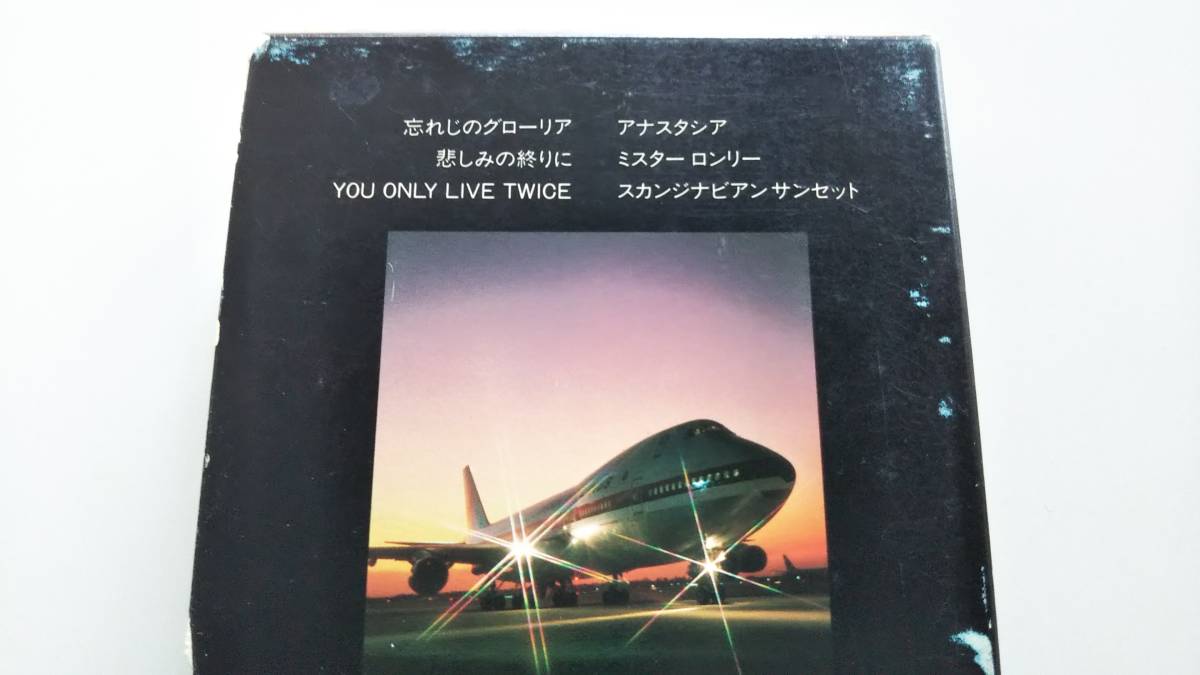 忘れじのグローリア
悲しみの終りに
YOU ONLY LIVE TWICE
アナスタシア
ミスター ロンリー
スカンジナビアン サンセット